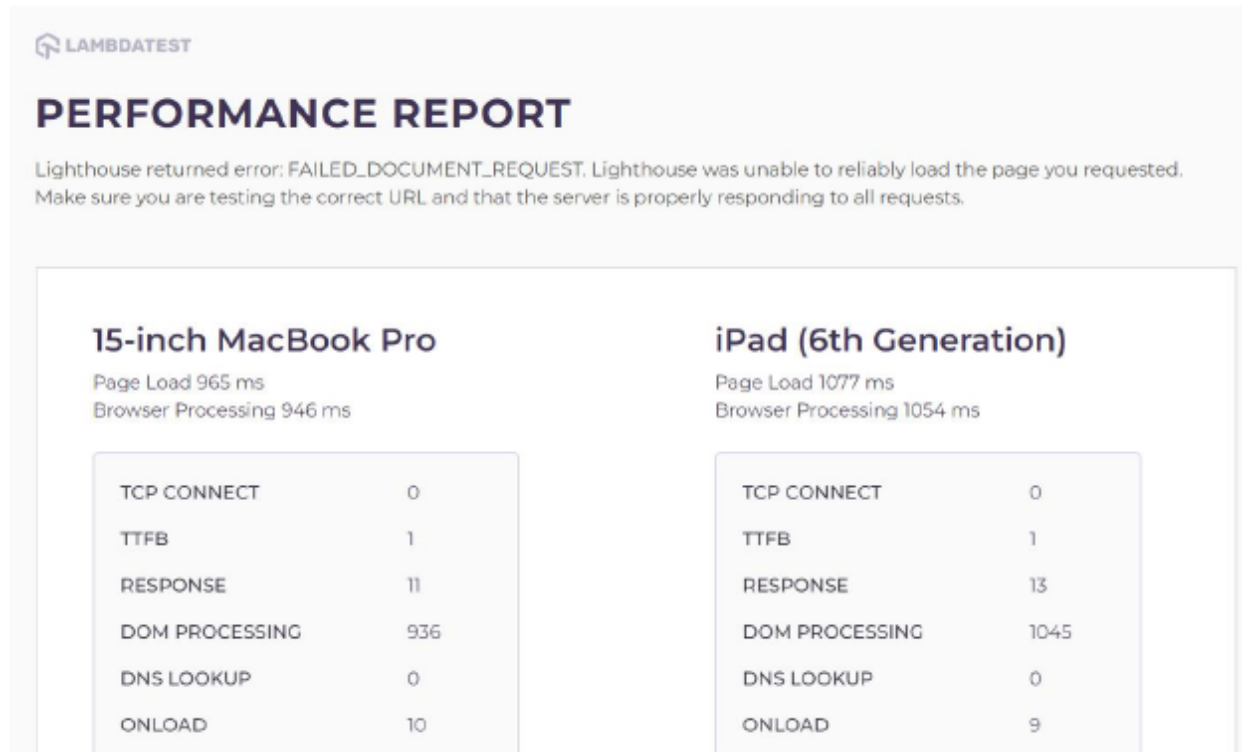 LAMBDATEST
PERFORMANCE REPORT
Lighthouse returned error: FAILED_DOCUMENT_REQUEST. Lighthouse was unable to reliably load the page you requested.
Make sure you are testing the correct URL and that the server is properly responding to all requests.
15-inch MacBook Pro
Page Load 965 ms
Browser Processing 946 ms
TCP CONNECT 0
TTFB 1
RESPONSE 11
DOM PROCESSING 936
DNS LOOKUP 0
ONLOAD 10
iPad (6th Generation)
Page Load 1077 ms
Browser Processing 1054 ms
TCP CONNECT 0
TTFB 1
RESPONSE 13
DOM PROCESSING 1045
DNS LOOKUP 0
ONLOAD 9